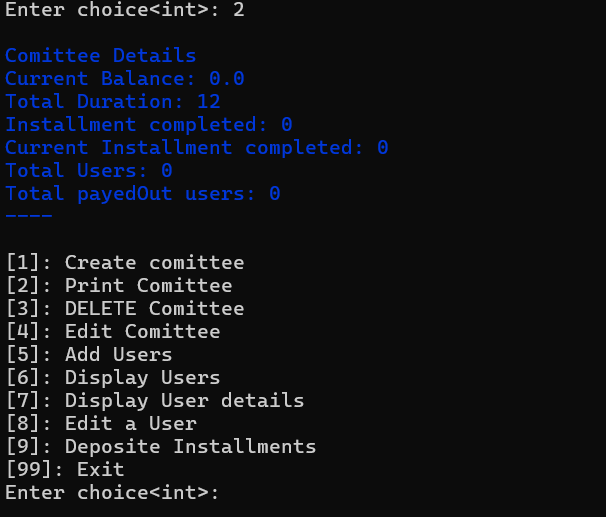 Enter choice<int>: 2
Comittee Details
Current Balance: 0.0
Total Duration: 12
Installment completed: 0
Current Installment completed: 0
Total Users: 0
Total payedOut users: 0
----
[1]: Create comittee
[2]: Print Comittee
[3]: DELETE Comittee
[4]: Edit Comittee
[5]: Add Users
[6]: Display Users
[7]: Display User details
[8]: Edit a User
[9]: Deposite Installments
[99]: Exit
Enter choice<int>: